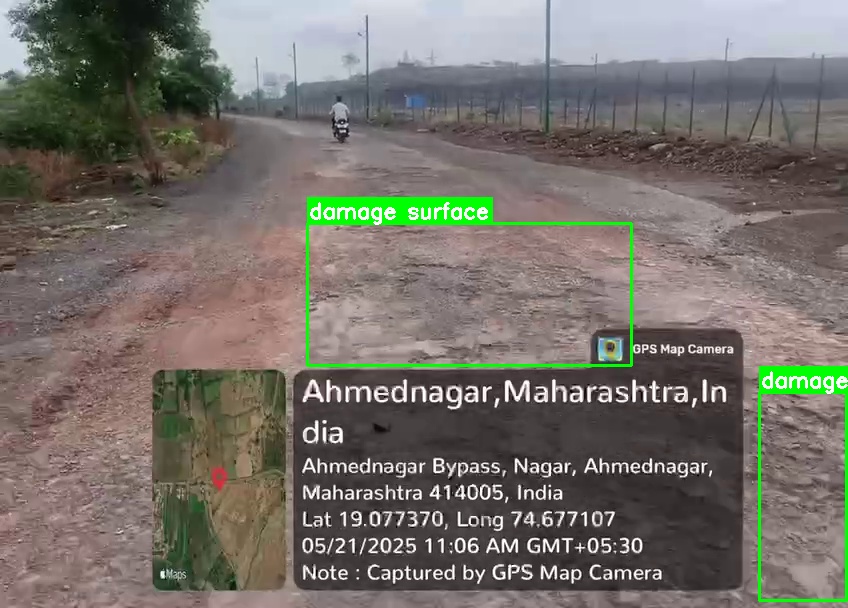 damage surface
GPS Map Camera
damage
Ahmednagar,Maharashtra,In
dia
Ahmednagar Bypass, Nagar, Ahmednagar,
Maharashtra 414005, India
Lat 19.077370, Long 74.677107
05/21/2025 11:06 AM GMT+05:30
Note : Captured by GPS Map Camera
Maps